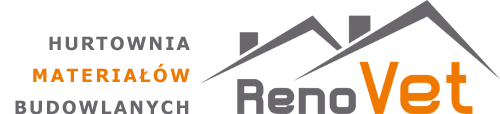 HURTOWNIA
MATERIAŁÓW
BUDOWLANYCH
RenoVet